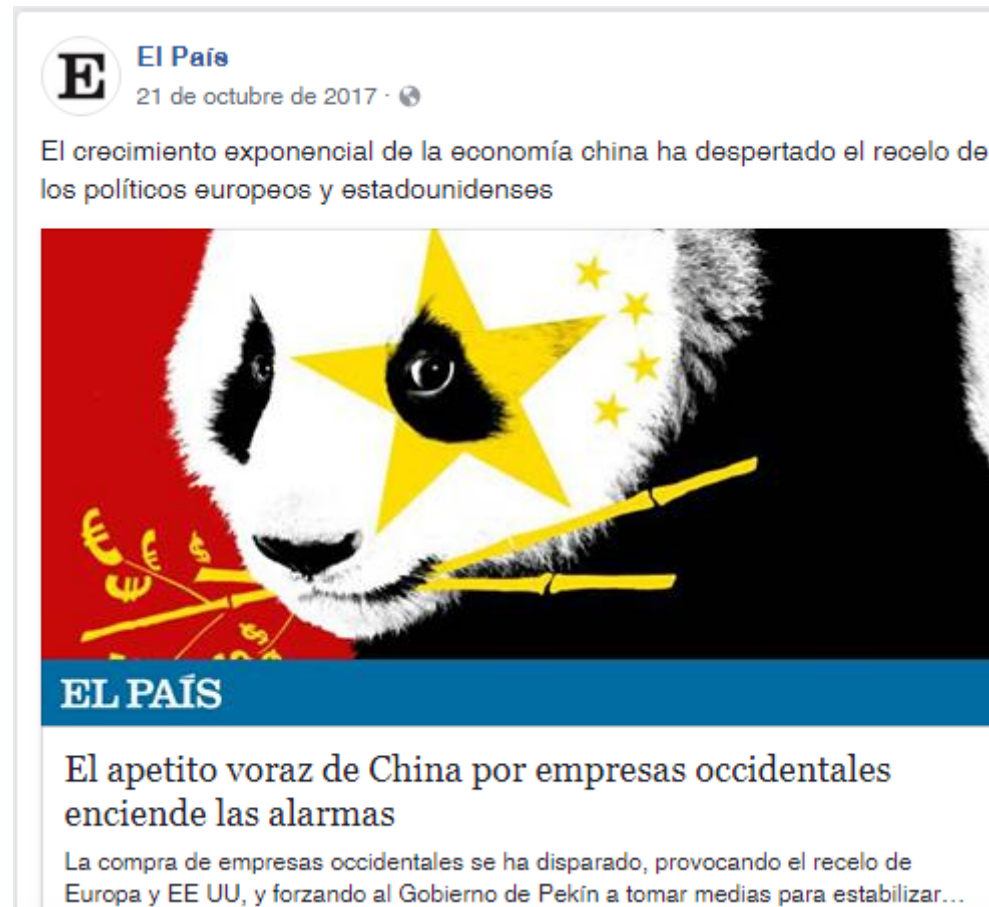 E
El País
21 de octubre de 2017 ·
El crecimiento exponencial de la economía china ha despertado el recelo de
los políticos europeos y estadounidenses
€ € € $ $ $
EL PAÍS
El apetito voraz de China por empresas occidentales
enciende las alarmas
La compra de empresas occidentales se ha disparado, provocando el recelo de
Europa y EE UU, y forzando al Gobierno de Pekín a tomar medias para estabilizar...